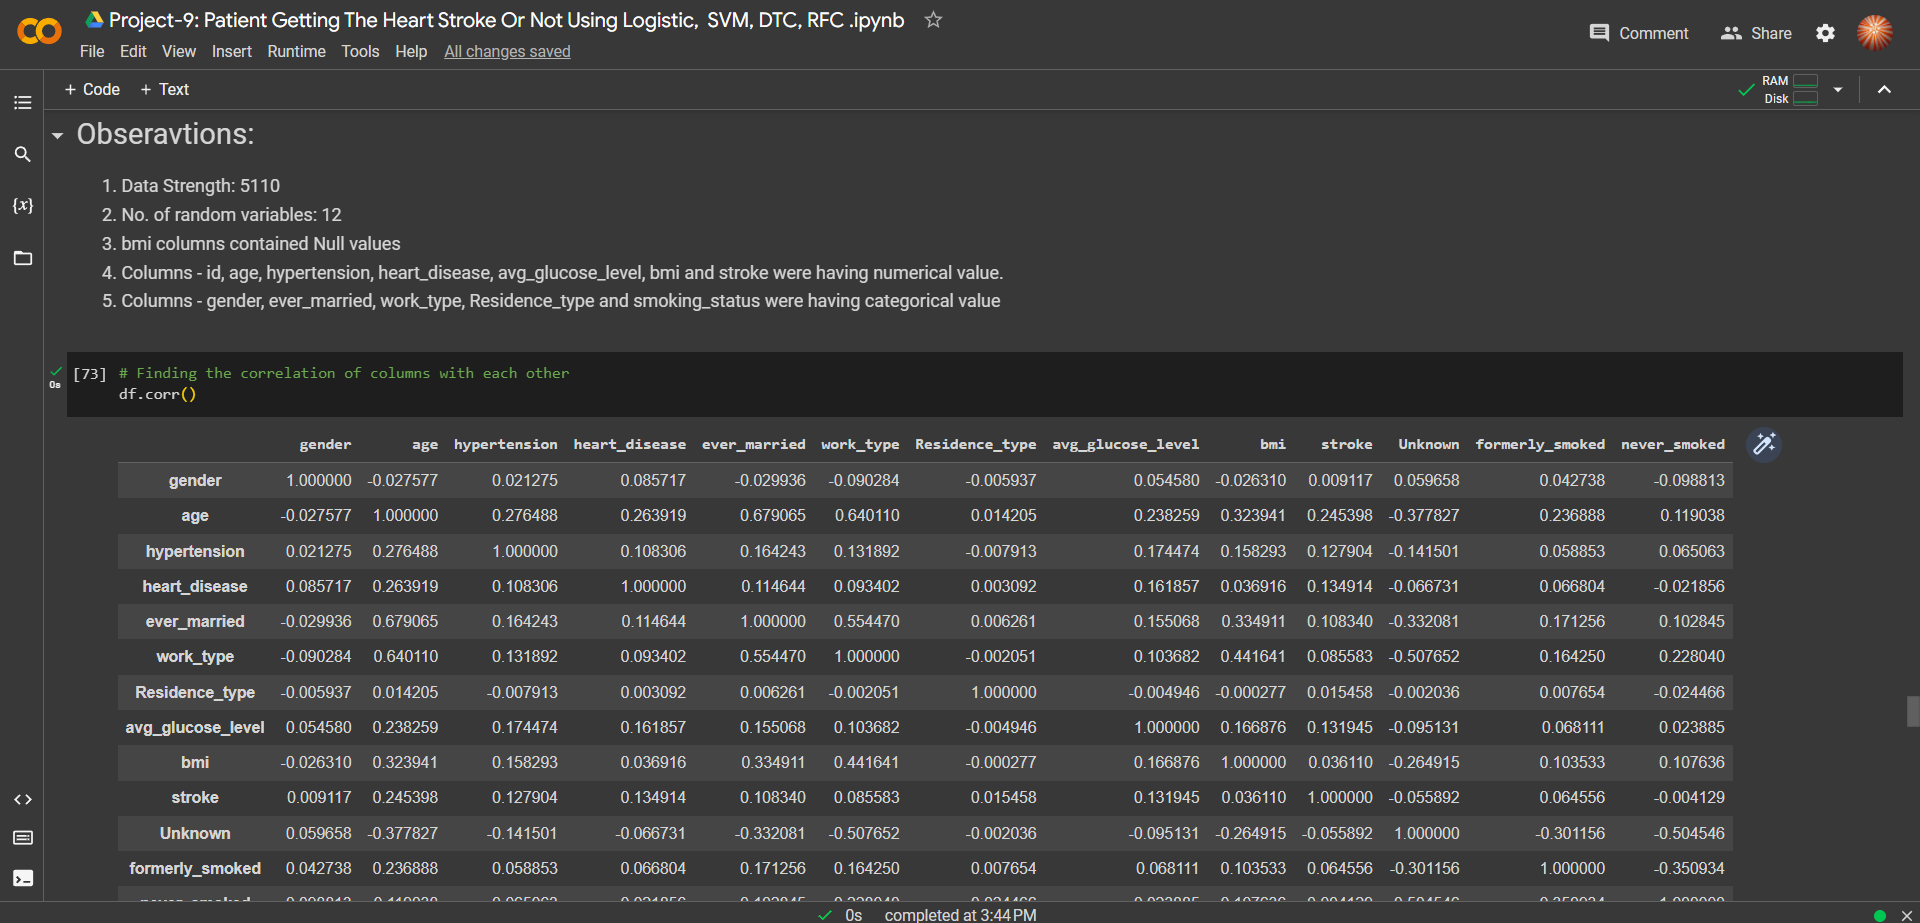 Project-9: Patient Getting The Heart Stroke Or Not Using Logistic, SVM, DTC, RFC .ipynb
File Edit View Insert Runtime Tools Help All changes saved
Comment Share
+ Code + Text
RAM
Disk
Obseravtions:
1. Data Strength: 5110
2. No. of random variables: 12
3. bmi columns contained Null values
4. Columns - id, age, hypertension, heart_disease, avg_glucose_level, bmi and stroke were having numerical value.
5. Columns - gender, ever_married, work_type, Residence_type and smoking_status were having categorical value
0s
[73] # Finding the correlation of columns with each other
df.corr()
gender age hypertension heart_disease ever_married work_type Residence_type avg_glucose_level bmi stroke Unknown formerly_smoked never_smoked
gender 1.000000 -0.027577 0.021275 0.085717 -0.029936 -0.090284 -0.005937 0.054580 -0.026310 0.009117 0.059658 0.042738 -0.098813
age -0.027577 1.000000 0.276488 0.263919 0.679065 0.640110 0.014205 0.238259 0.323941 0.245398 -0.377827 0.236888 0.119038
hypertension 0.021275 0.276488 1.000000 0.108306 0.164243 0.131892 -0.007913 0.174474 0.158293 0.127904 -0.141501 0.058853 0.065063
heart_disease 0.085717 0.263919 0.108306 1.000000 0.114644 0.093402 0.003092 0.161857 0.036916 0.134914 -0.066731 0.066804 -0.021856
ever_married -0.029936 0.679065 0.164243 0.114644 1.000000 0.554470 0.006261 0.155068 0.334911 0.108340 -0.332081 0.171256 0.102845
work_type -0.090284 0.640110 0.131892 0.093402 0.554470 1.000000 -0.002051 0.103682 0.441641 0.085583 -0.507652 0.164250 0.228040
Residence_type -0.005937 0.014205 -0.007913 0.003092 0.006261 -0.002051 1.000000 -0.004946 -0.000277 0.015458 -0.002036 0.007654 -0.024466
avg_glucose_level 0.054580 0.238259 0.174474 0.161857 0.155068 0.103682 -0.004946 1.000000 0.166876 0.131945 -0.095131 0.068111 0.023885
bmi -0.026310 0.323941 0.158293 0.036916 0.334911 0.441641 -0.000277 0.166876 1.000000 0.036110 -0.264915 0.103533 0.107636
stroke 0.009117 0.245398 0.127904 0.134914 0.108340 0.085583 0.015458 0.131945 0.036110 1.000000 -0.055892 0.064556 -0.004129
Unknown 0.059658 -0.377827 -0.141501 -0.066731 -0.332081 -0.507652 -0.002036 -0.095131 -0.264915 -0.055892 1.000000 -0.301156 -0.504546
formerly_smoked 0.042738 0.236888 0.058853 0.066804 0.171256 0.164250 0.007654 0.068111 0.103533 0.064556 -0.301156 1.000000 -0.350934
0s completed at 3:44 PM